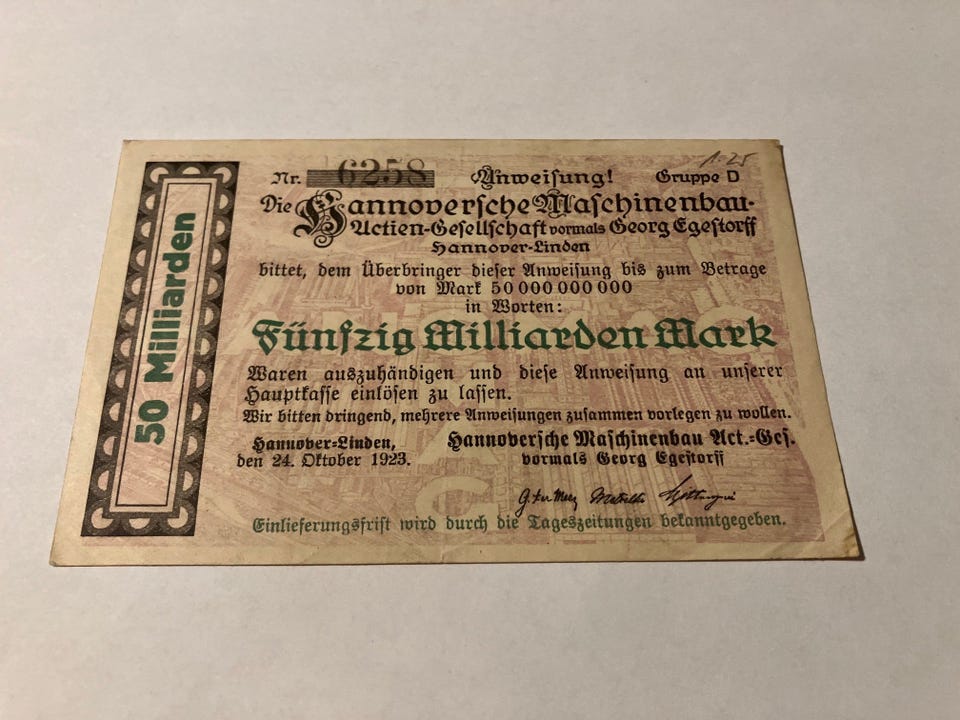 1.25
Nr. 6258 Anweisung! Gruppe D
Die Hannoversche Maschinenbau-
Actien-Gesellschaft vormals Georg Egestorff
Hannover-Linden
bittet, dem Überbringer dieser Anweisung bis zum Betrage
von Mark 50 000 000 000
in Worten:
Fünfzig Milliarden Mark
Waren auszuhändigen und diese Anweisung an unserer
Hauptkasse einlösen zu lassen.
Wir bitten dringend, mehrere Anweisungen zusammen vorlegen zu wollen.
Hannover-Linden, Hannoversche Maschinenbau Act.-Ges.
den 24. Oktober 1923. vormals Georg Egestorff
Einlieferungsfrist wird durch die Tageszeitungen bekanntgegeben.
50 Milliarden